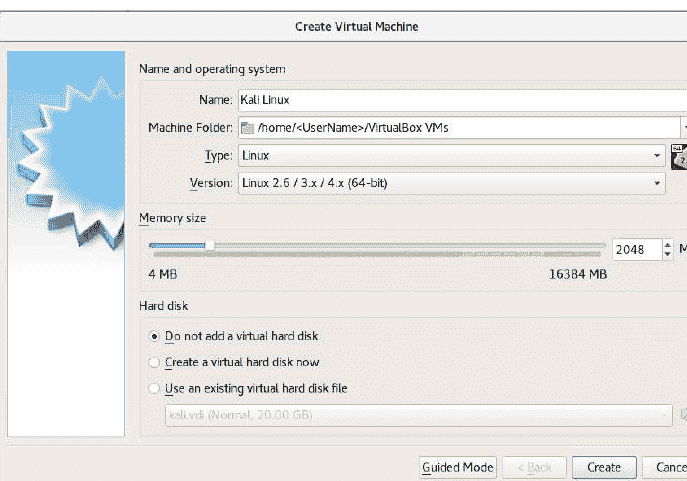 Create Virtual Machine
Name and operating system
Name: Kali Linux
Machine Folder: /home/<UserName>/VirtualBox VMs
Type: Linux
Version: Linux 2.6 / 3.x / 4.x (64-bit)
Memory size
2048 M
4 MB 16384 MB
Hard disk
Do not add a virtual hard disk
Create a virtual hard disk now
Use an existing virtual hard disk file
kali.vdi (Normal, 20.00 GB)
Guided Mode < Back Create Cance